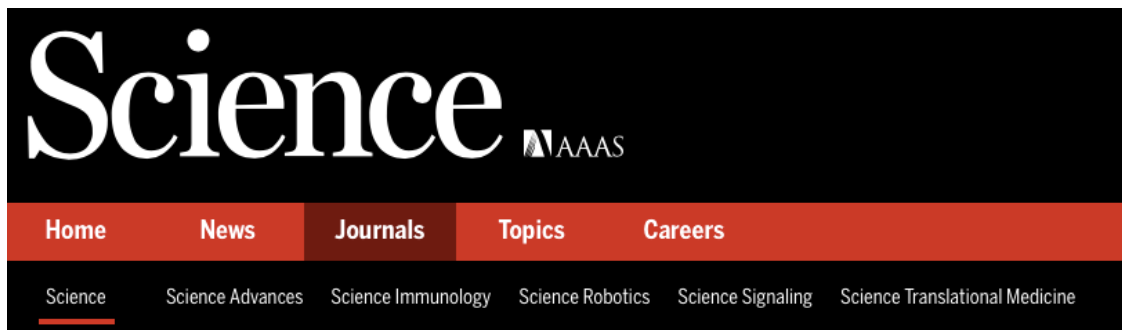 Science AAAS
Home News Journals Topics Careers
Science Science Advances Science Immunology Science Robotics Science Signaling Science Translational Medicine